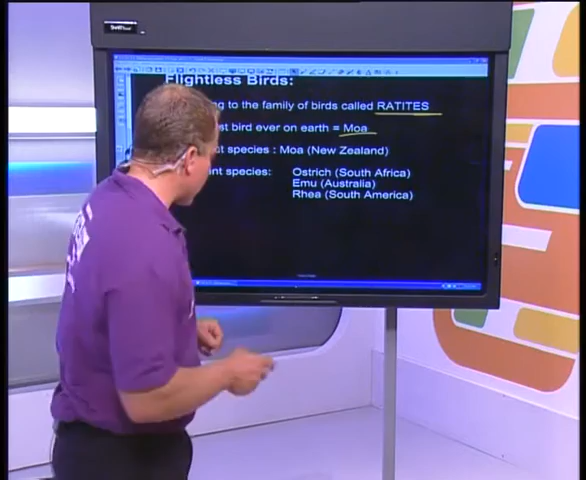 Flightless Birds:
to the family of birds called RATITES
bird ever on earth = Moa
species : Moa (New Zealand)
species: Ostrich (South Africa)
Emu (Australia)
Rhea (South America)